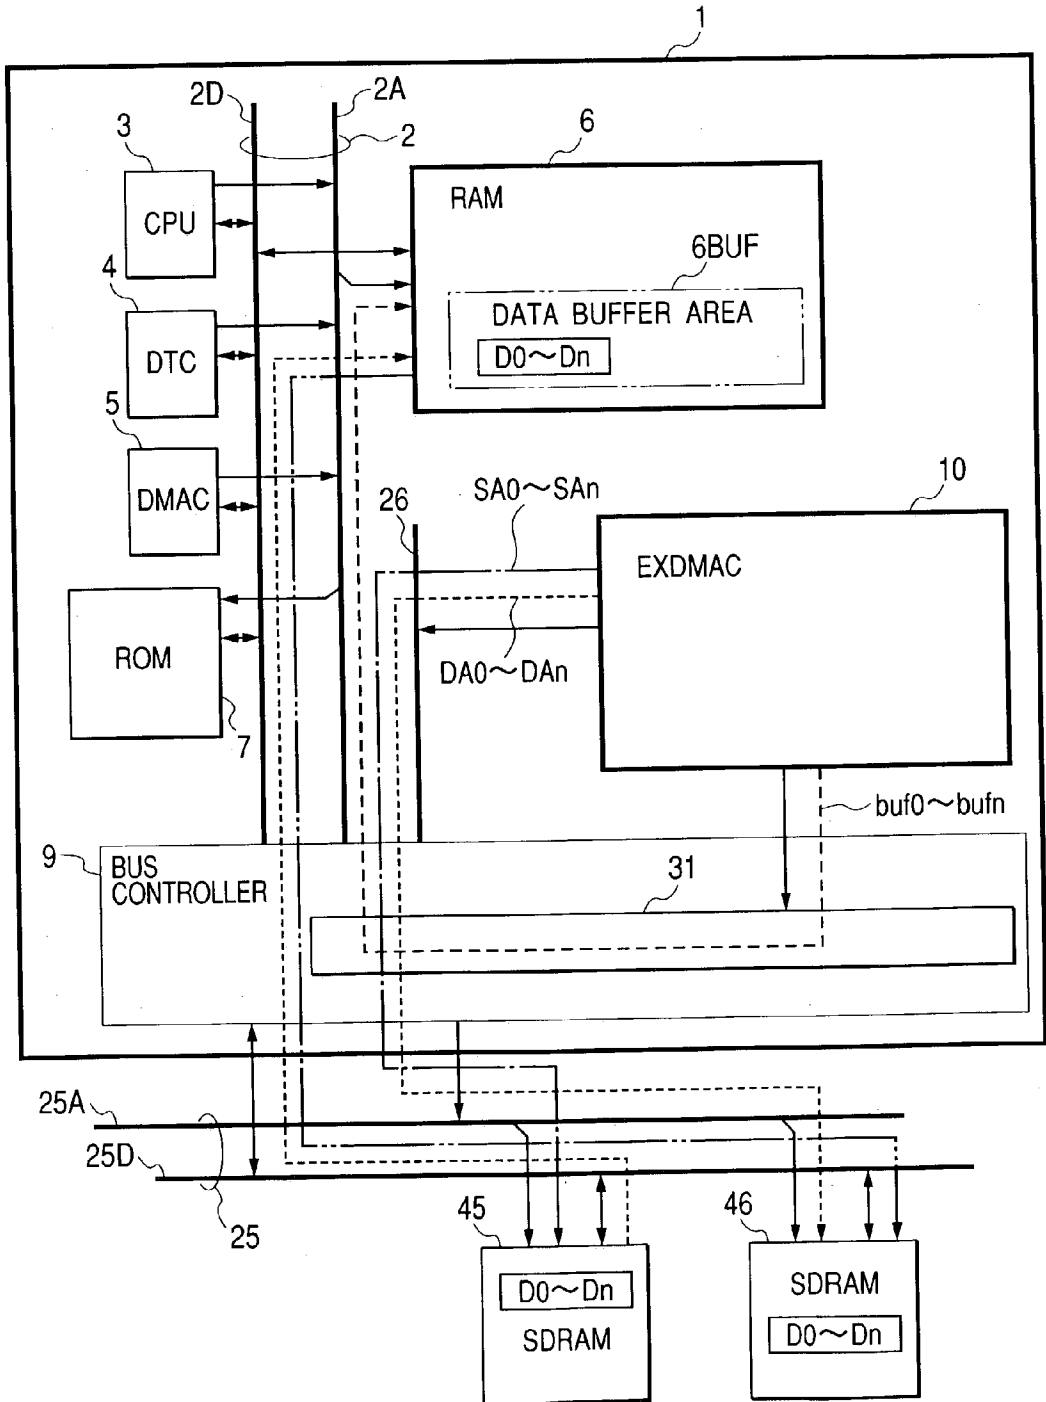 1
2D
2A
2
3
CPU
6
RAM
6BUF
DATA BUFFER AREA
D0~Dn
4
DTC
5
DMAC
ROM
7
26
SA0~SAn
10
EXDMAC
DA0~DAn
buf0~bufn
9
BUS
CONTROLLER
31
25A
25D
25
45
D0~Dn
SDRAM
46
SDRAM
D0~Dn